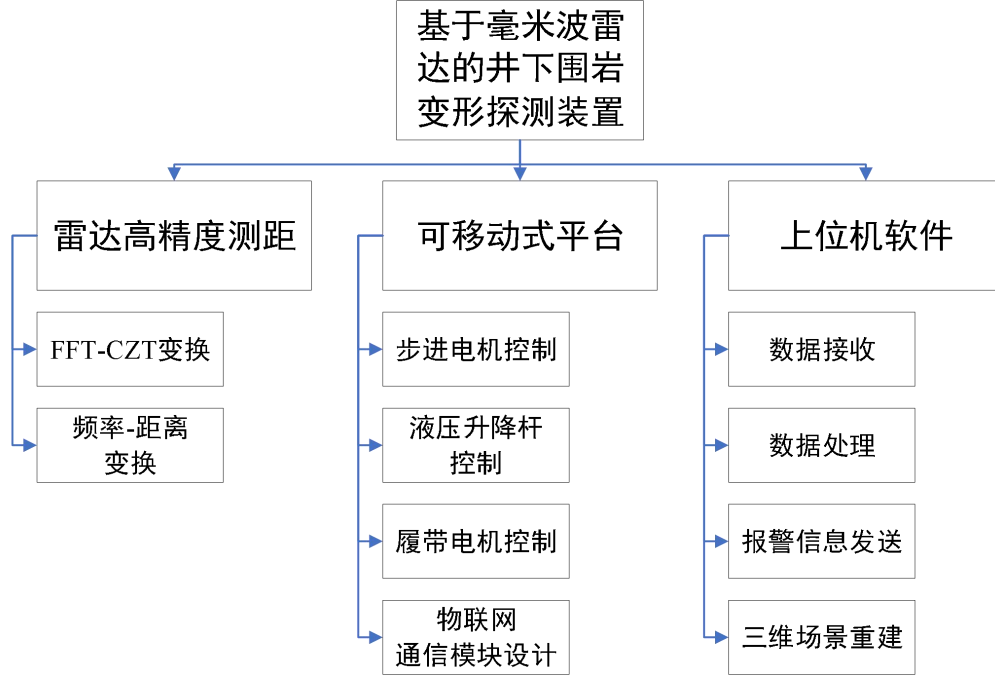 基于毫米波雷
达的井下围岩
变形探测装置
雷达高精度测距
可移动式平台
上位机软件
FFT-CZT变换
步进电机控制
数据接收
频率-距离
变换
液压升降杆
控制
数据处理
履带电机控制
报警信息发送
物联网
通信模块设计
三维场景重建